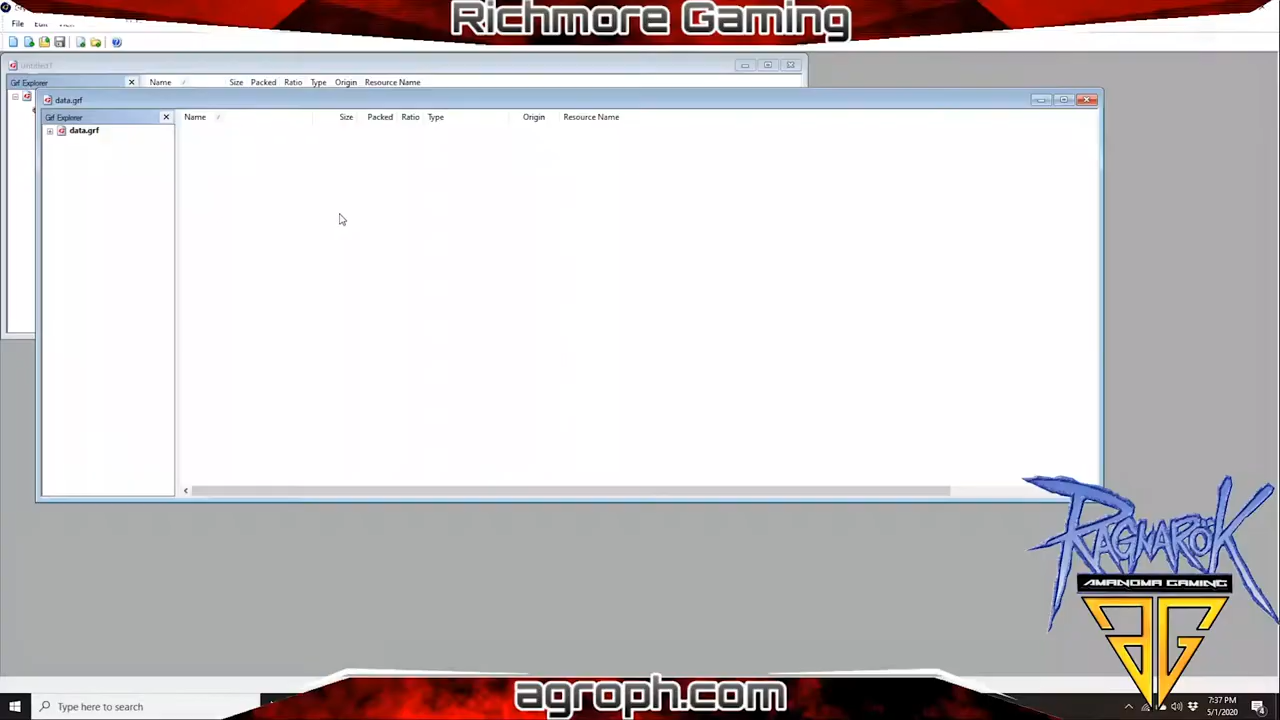 Richmore Gaming
File
untitled1
Grf Explorer
Name
Size
Packed
Ratio
Type
Origin
Resource Name
data.grf
Grf Explorer
Name
Size
Packed
Ratio
Type
Origin
Resource Name
data.grf
RAGNARÖK
AMANOMA GAMING
AG
agroph.com
Type here to search
7:37 PM
5/1/2020